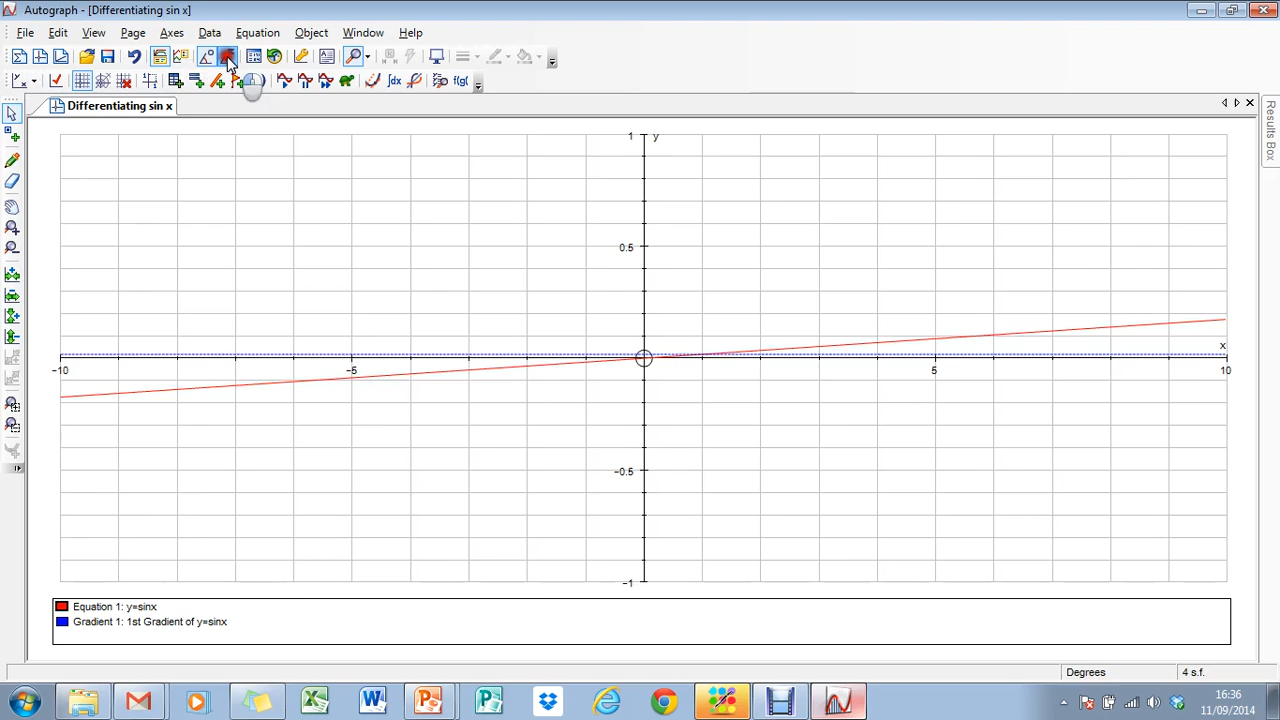 Autograph - [Differentiating sin x]
File Edit View Page Axes Data Equation Object Window Help
∫dx f(g(
Differentiating sin x
Results Box
1 y
0.5
x
−10 −5 5 10
−0.5
−1
Equation 1: y=sinx
Gradient 1: 1st Gradient of y=sinx
Degrees 4 s.f.
16:36
11/09/2014